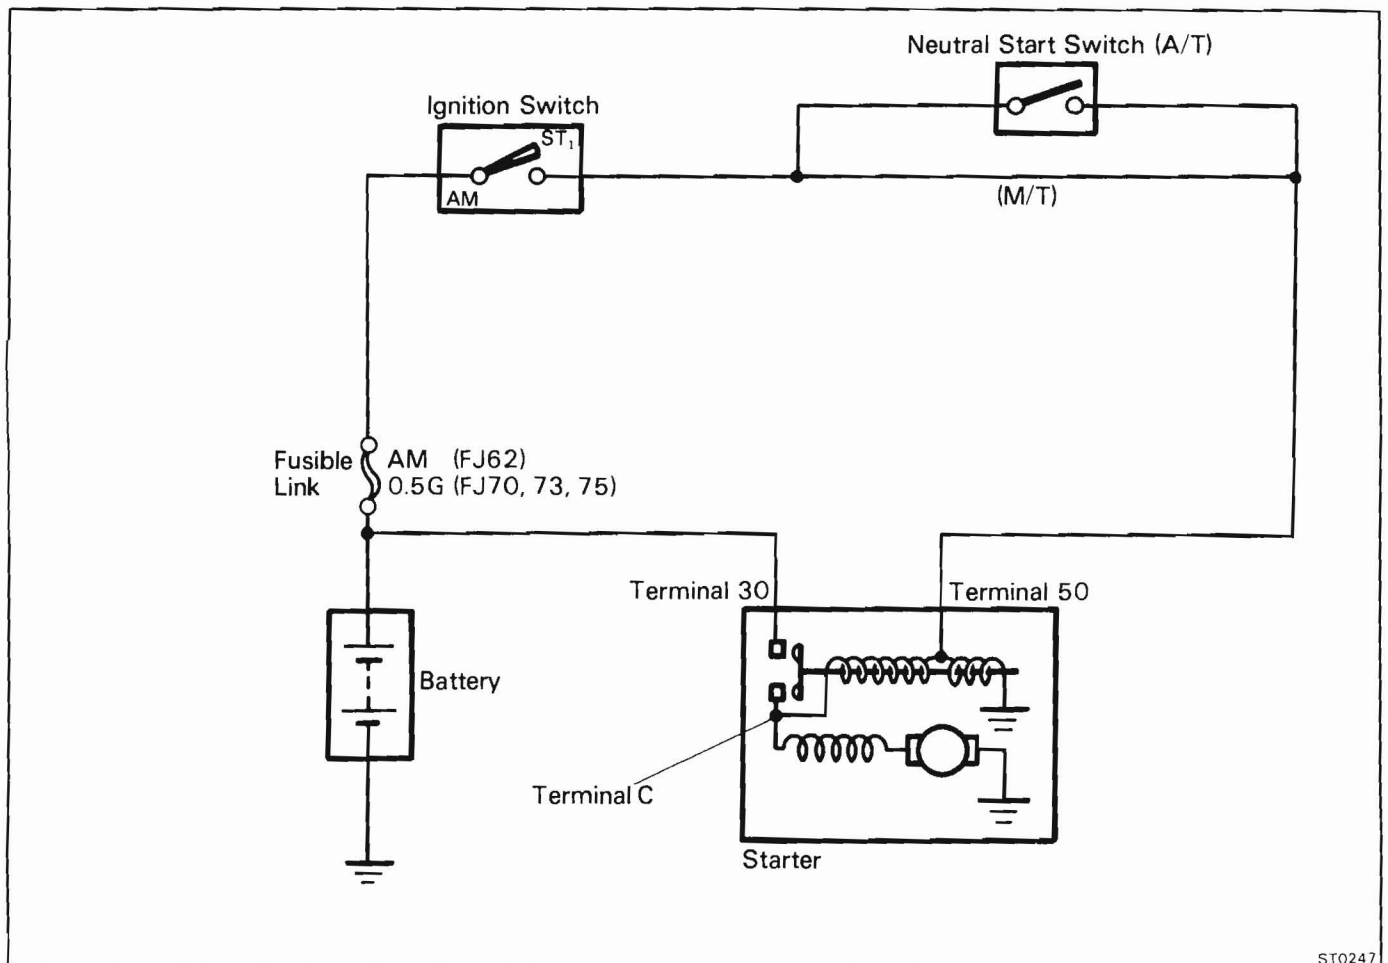 Neutral Start Switch (A/T)
Ignition Switch
ST₁
AM
(M/T)
Fusible Link
AM (FJ62)
0.5G (FJ70, 73, 75)
Terminal 30
Terminal 50
Battery
Terminal C
Starter
ST0247